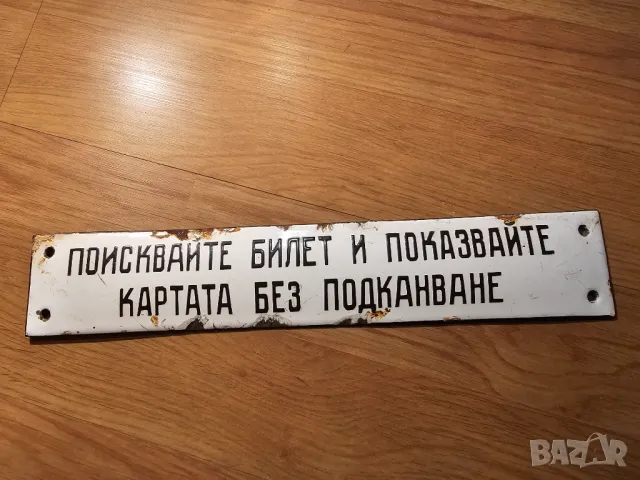 ПОИСКВАЙТЕ БИЛЕТ И ПОКАЗВАЙТЕ
КАРТАТА БЕЗ ПОДКАНВАНЕ
BAZAR